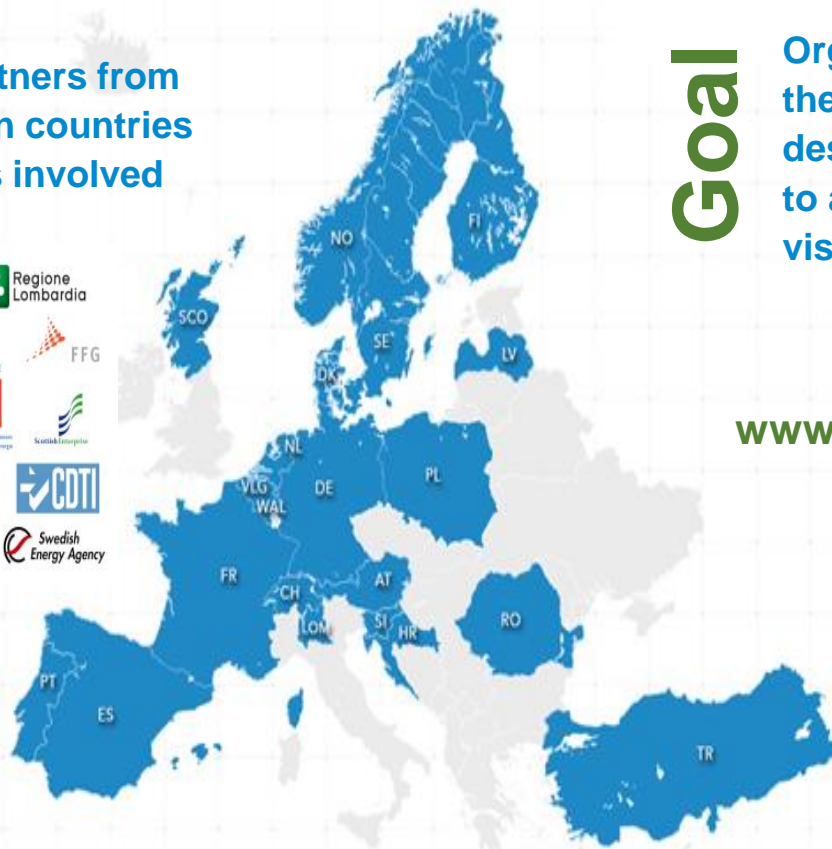 tners from
n countries
s involved
Goal
Org
the
des
to a
vis
Regione
Lombardia
FFG
Scottish Enterprise
CDTI
Swedish
Energy Agency
www
NO
FI
SCO
SE
DK
LV
NL
VLG
WAL
DE
PL
FR
CH
AT
LOM
SI
HR
RO
PT
ES
TR